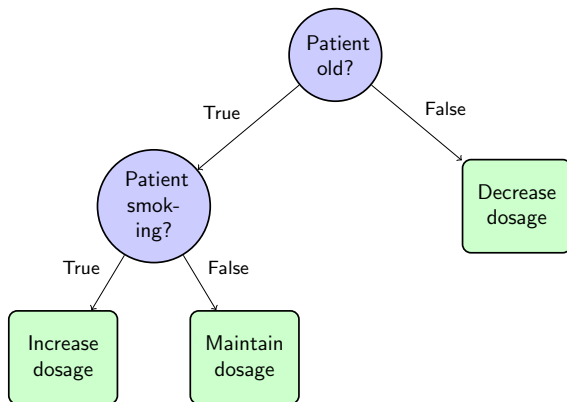 Patient
old?
True
False
Patient
smok-
ing?
Decrease
dosage
True
False
Increase
dosage
Maintain
dosage